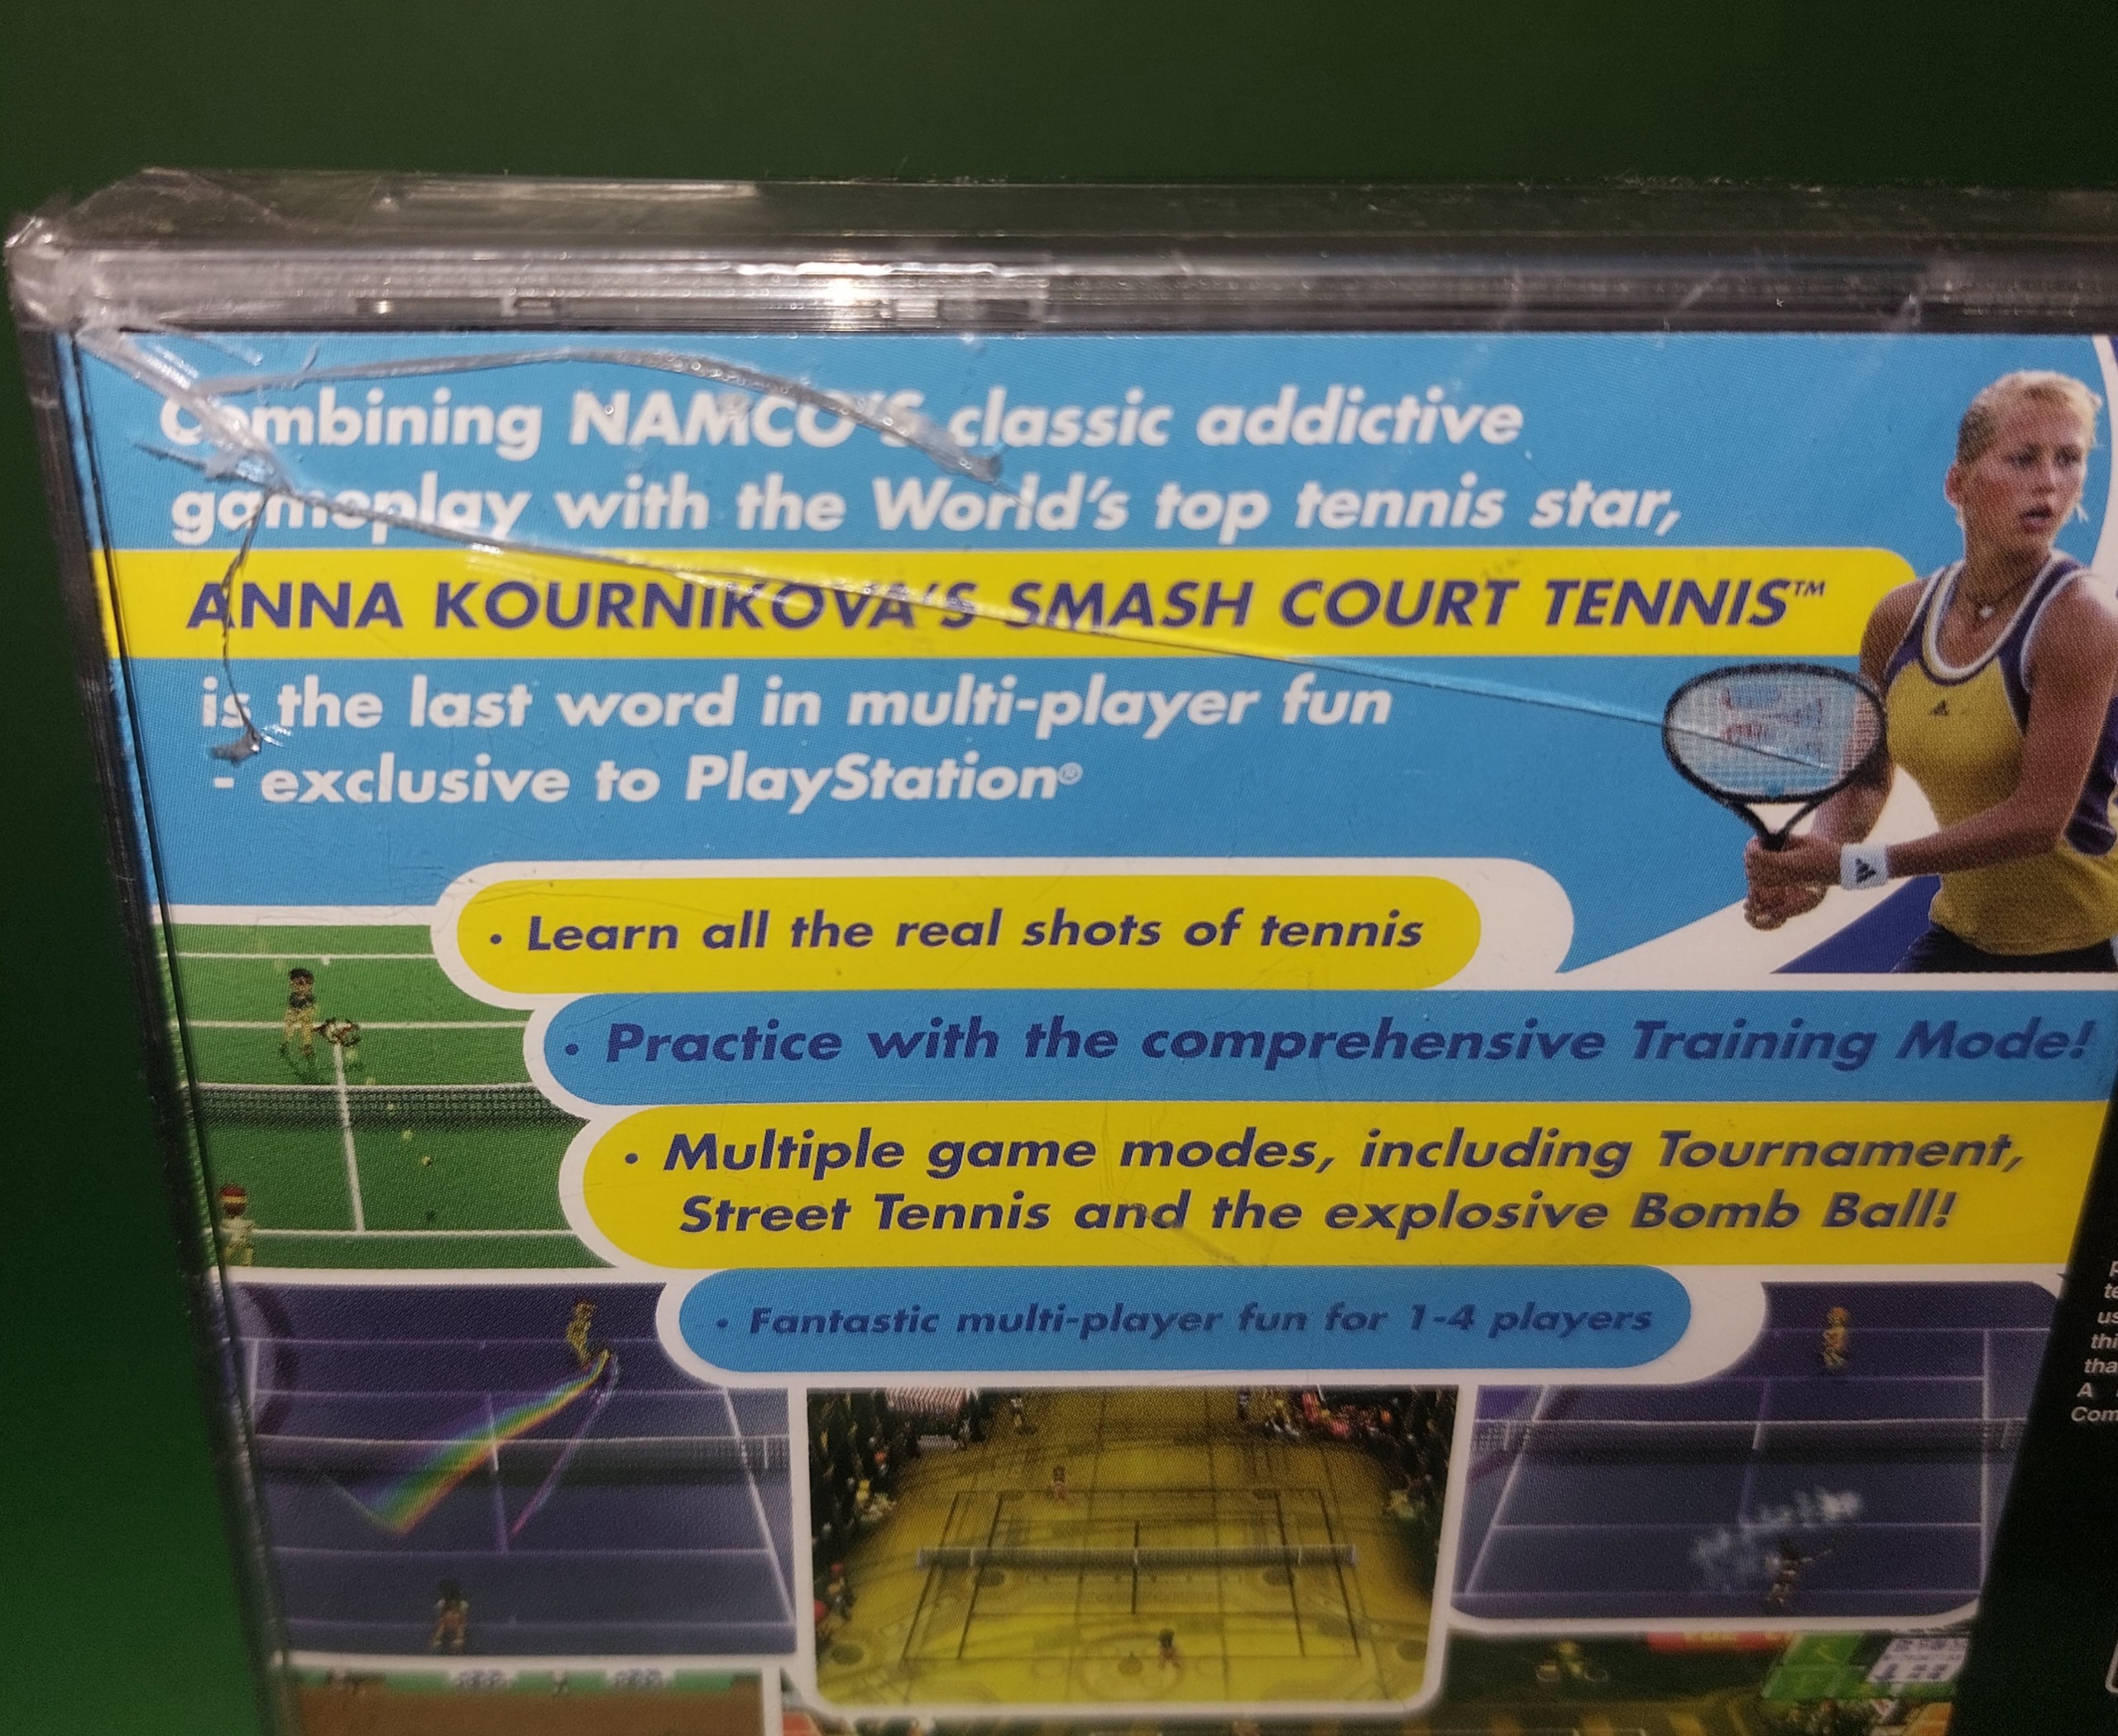 Combining NAMCO'S classic addictive
gameplay with the World's top tennis star,
ANNA KOURNIKOVA'S SMASH COURT TENNIS™
is the last word in multi-player fun
- exclusive to PlayStation®
• Learn all the real shots of tennis
• Practice with the comprehensive Training Mode!
• Multiple game modes, including Tournament,
Street Tennis and the explosive Bomb Ball!
• Fantastic multi-player fun for 1-4 players
A